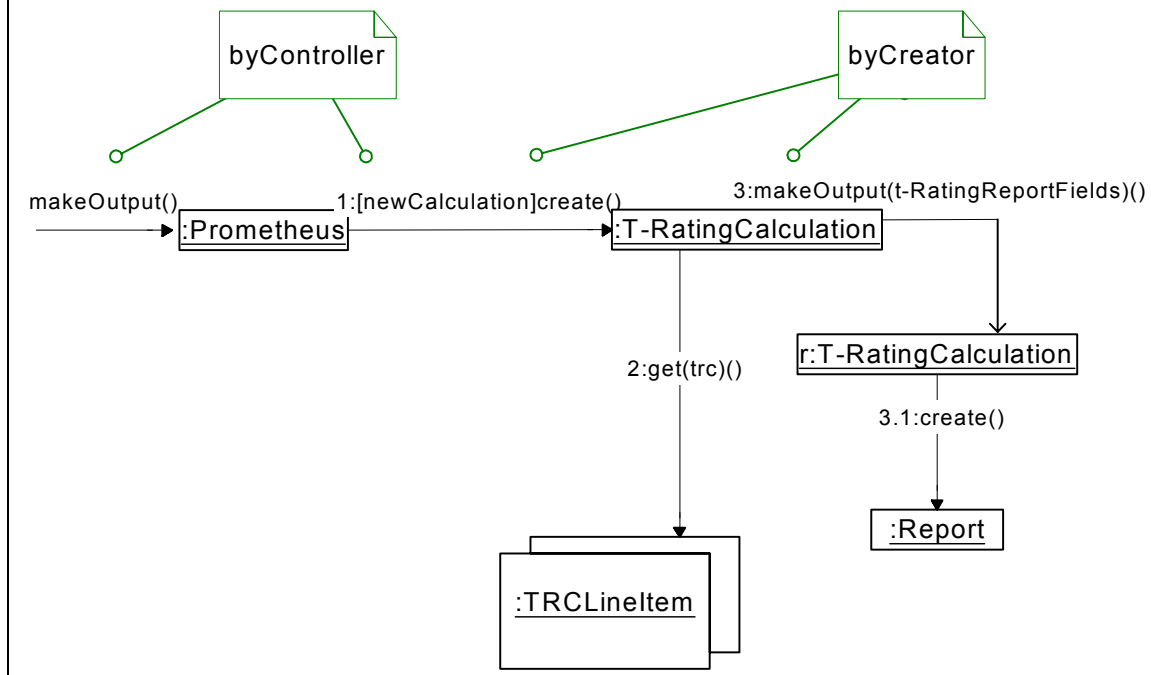 byController
byCreator
makeOutput()
1:[newCalculation]create()
3:makeOutput(t-RatingReportFields)()
:Prometheus
:T-RatingCalculation
2:get(trc)()
r:T-RatingCalculation
3.1:create()
:Report
:TRCLineItem